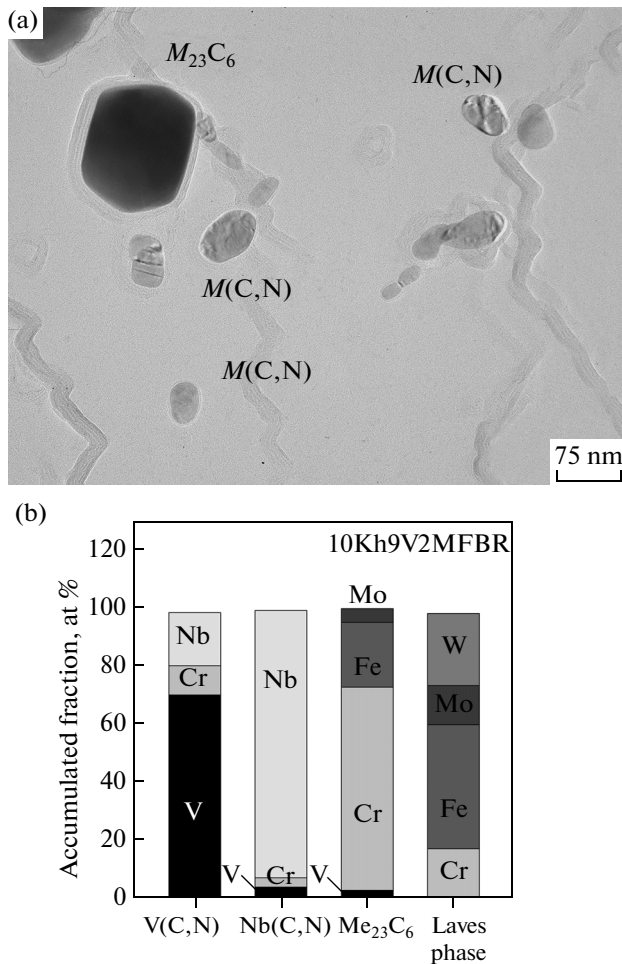 (a)
M₂₃C₆
M(C,N)
M(C,N)
M(C,N)
75 nm
(b)
10Kh9V2MFBR
Accumulated fraction, at %
120
100
80
60
40
20
0
Nb
Cr
V
Nb
Cr
V
Mo
Fe
Cr
V
W
Mo
Fe
Cr
V(C,N)
Nb(C,N)
Me₂₃C₆
Laves
phase